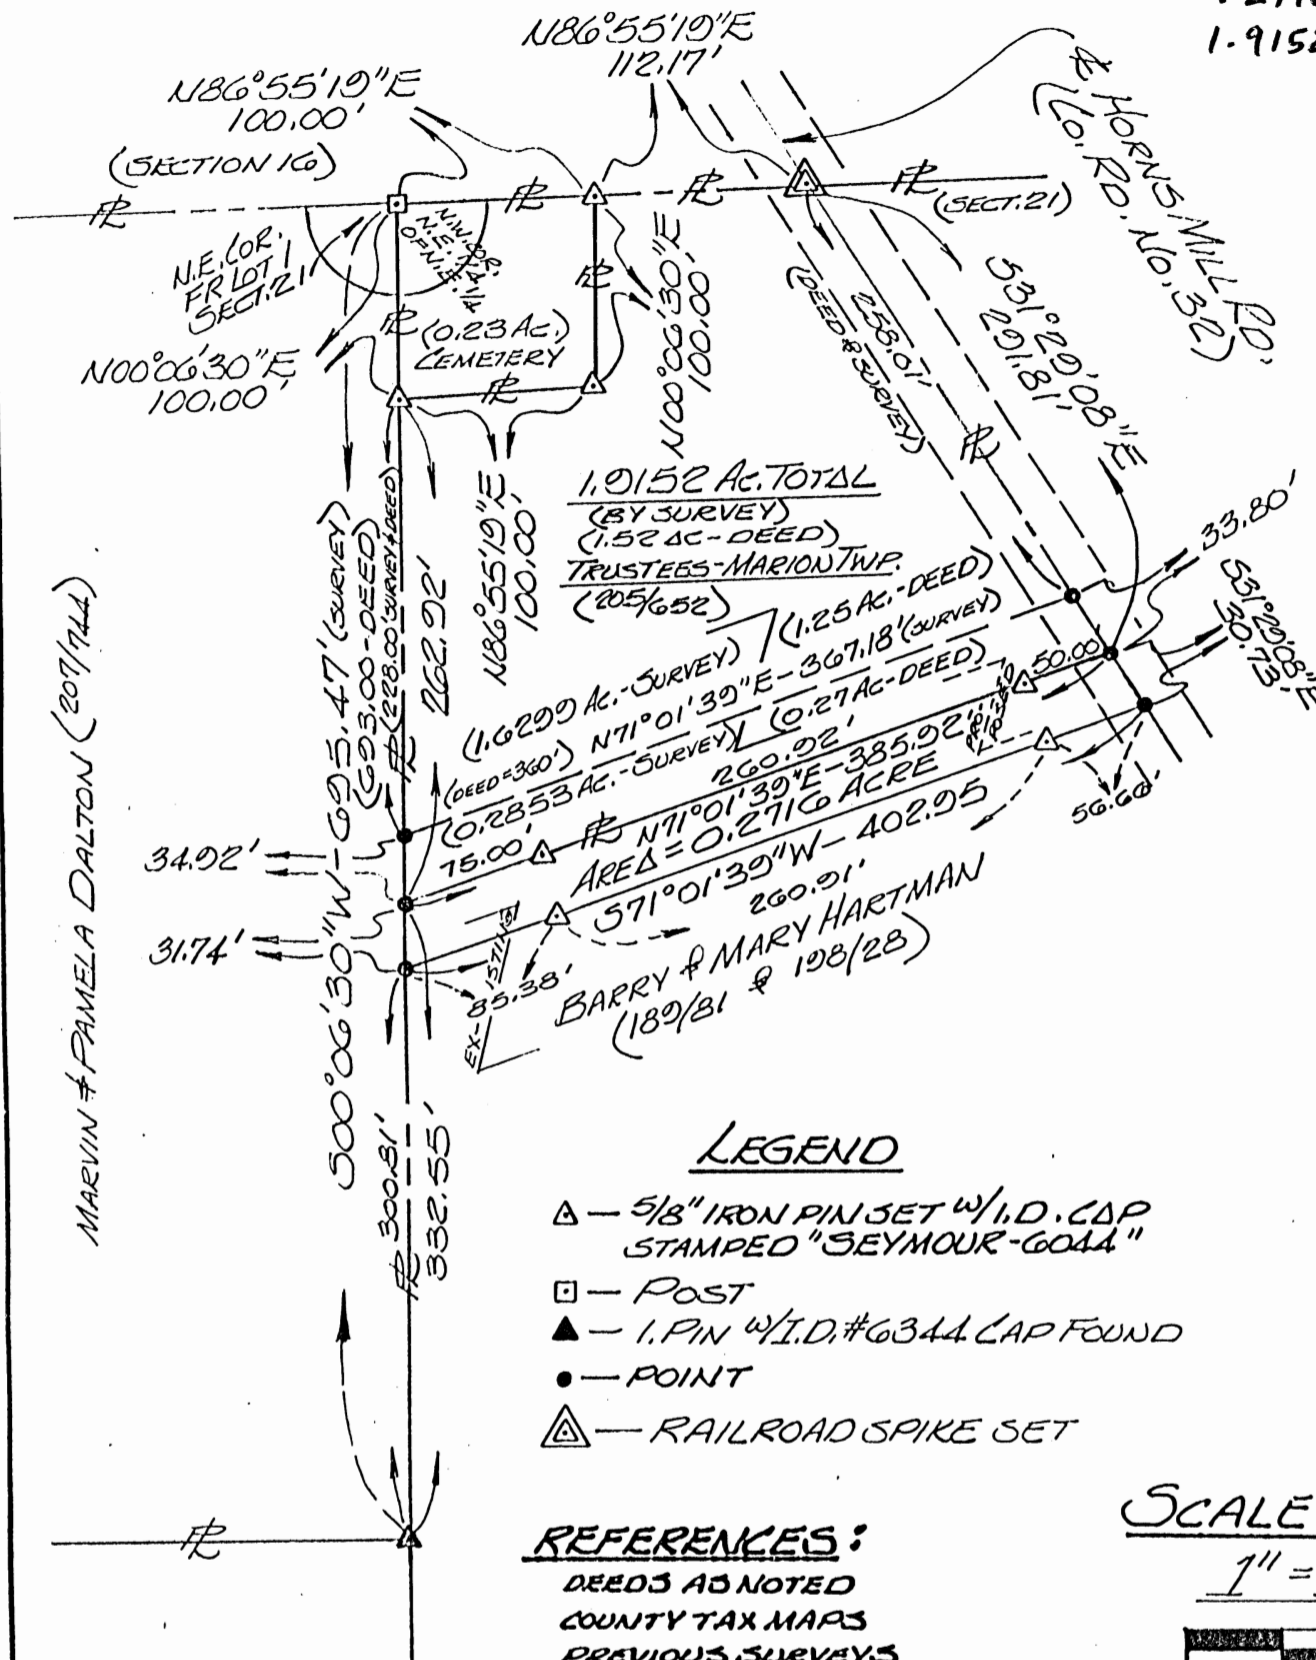 1.9152
N86°55'19"E
112.17'
N86°55'19"E
100.00'
(SECTION 16)
℄ HORNS MILL RD.
(CO. RD. NO. 32)
(SECT. 21)
N.E. COR.
FR LOT 1
SECT. 21
N.W. COR.
N.E. 1/4
OF N.E. 1/4
(0.23 AC.)
CEMETERY
N00°06'30"E
100.00'
N00°06'30"E
100.00'
258.01'
(DEED & SURVEY)
S31°29'08"E
291.81'
N86°55'19"E
100.00'
1.9152 AC. TOTAL
(BY SURVEY)
(1.52 AC-DEED)
TRUSTEES-MARION TWP.
(205/652)
33.80'
S31°29'08"E
30.73'
MARVIN & PAMELA DALTON (207/744)
S00°06'30"W-695.47' (SURVEY)
(693.00-DEED)
(228.00' SURVEY & DEED)
262.92'
(1.6299 AC.-SURVEY)
(1.25 AC.-DEED)
(DEED=360') N71°01'39"E-367.18' (SURVEY)
(0.2853 AC.-SURVEY)
(0.27 AC-DEED)
50.00'
75.00'
260.92'
N71°01'39"E-385.92'
AREA = 0.2716 ACRE
S71°01'39"W-402.95
260.91'
56.66'
34.92'
31.74'
85.38'
EX-ISTING
BARRY & MARY HARTMAN
(189/81 & 198/28)
300.81'
332.55'
LEGEND
— 5/8" IRON PIN SET W/I.D. CAP
STAMPED "SEYMOUR-6044"
— POST
— I. PIN W/I.D. #6344 CAP FOUND
— POINT
— RAILROAD SPIKE SET
REFERENCES:
DEEDS AS NOTED
COUNTY TAX MAPS
PREVIOUS SURVEYS
SCALE
1" =